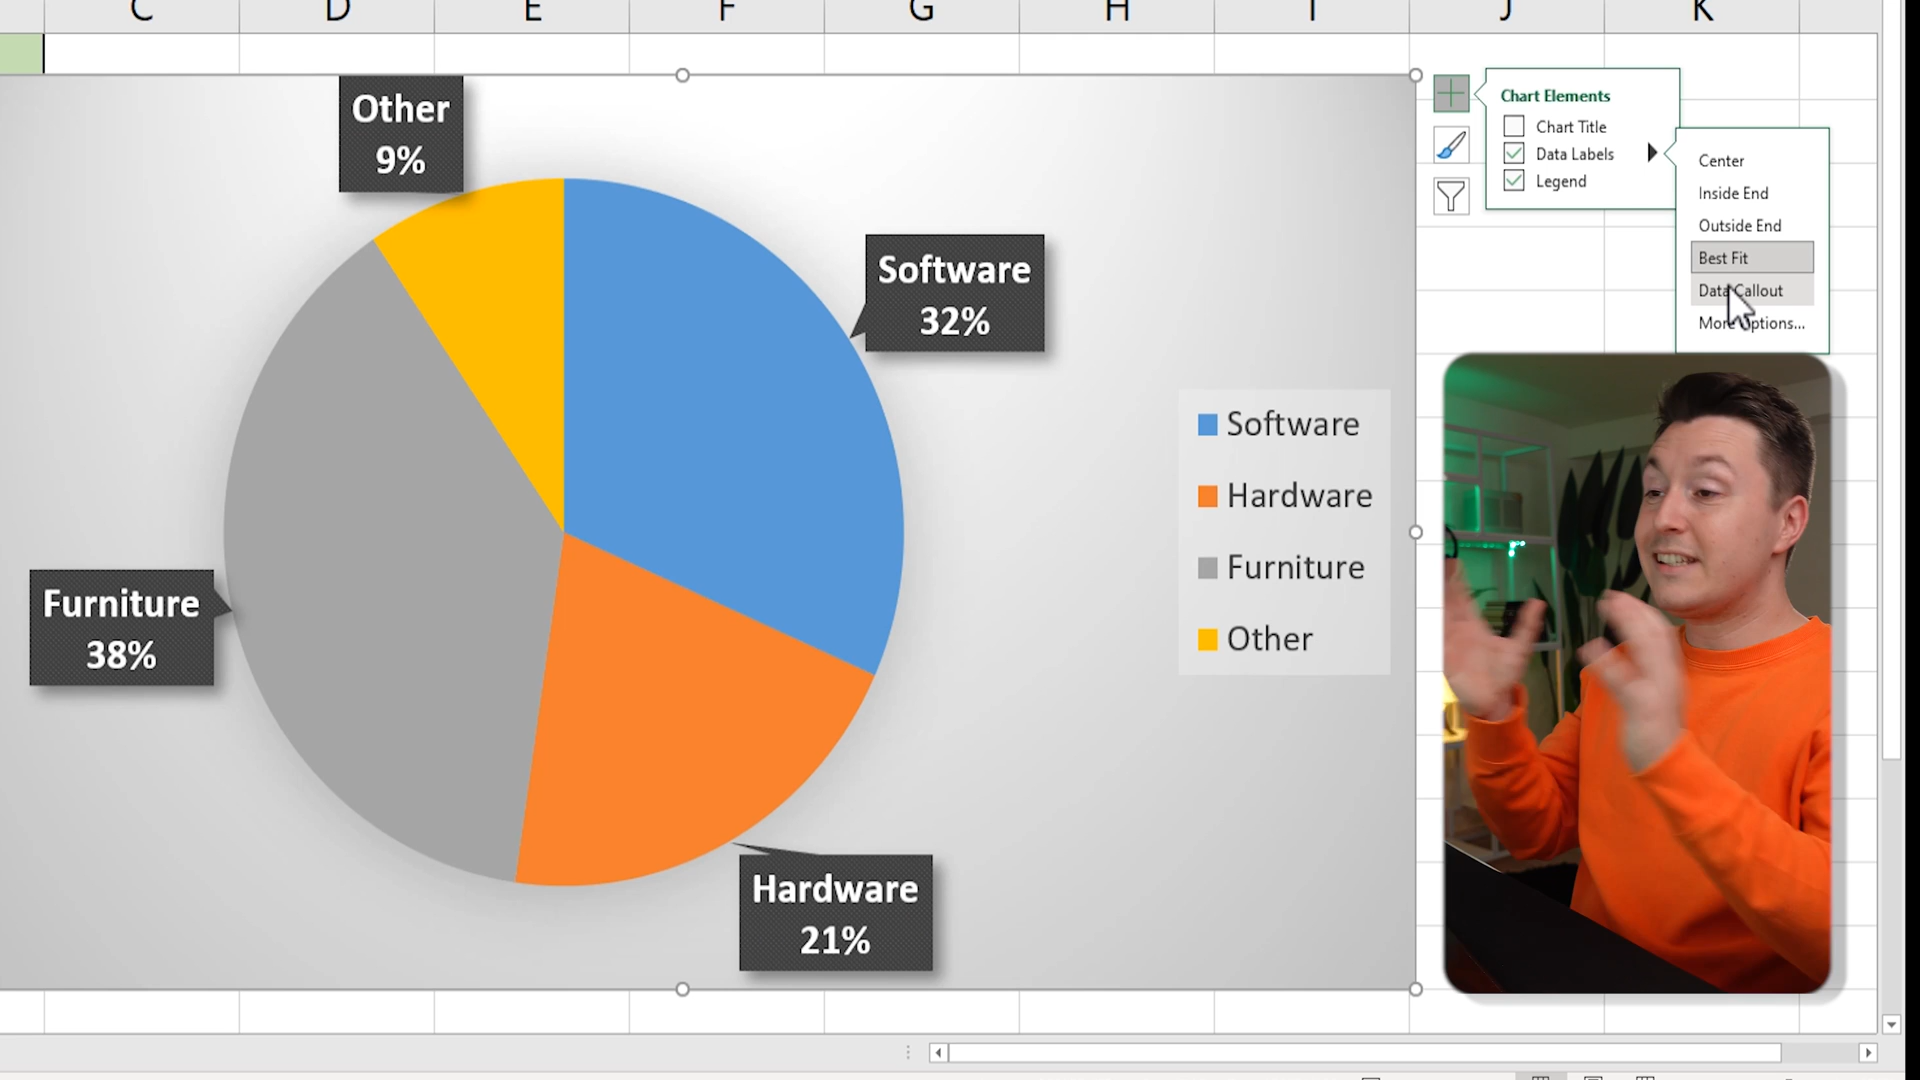 C D E F G H I J K
Other
9%
Software
32%
Furniture
38%
Hardware
21%
Software
Hardware
Furniture
Other
Chart Elements
Chart Title
Data Labels
Legend
Center
Inside End
Outside End
Best Fit
Data Callout
More Options...